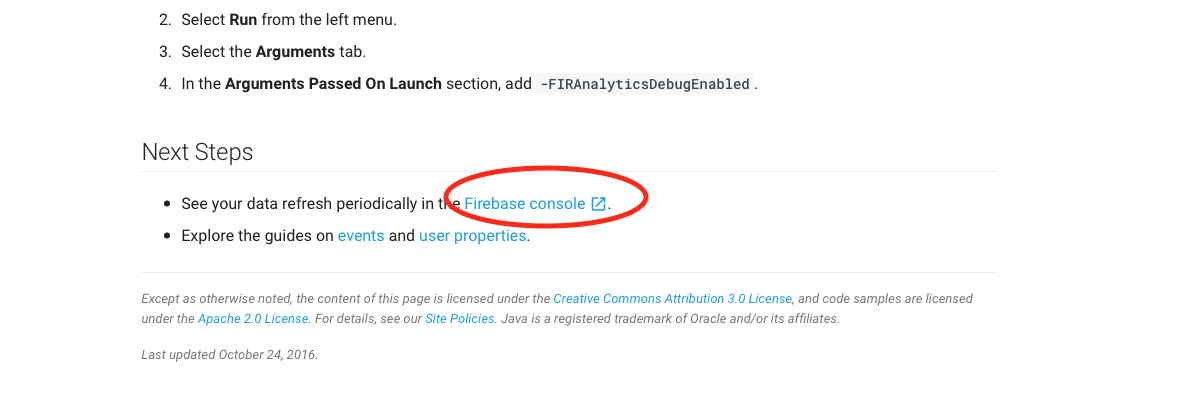 2. Select Run from the left menu.
3. Select the Arguments tab.
4. In the Arguments Passed On Launch section, add -FIRAnalyticsDebugEnabled.
Next Steps
• See your data refresh periodically in the Firebase console.
• Explore the guides on events and user properties.
Except as otherwise noted, the content of this page is licensed under the Creative Commons Attribution 3.0 License, and code samples are licensed
under the Apache 2.0 License. For details, see our Site Policies. Java is a registered trademark of Oracle and/or its affiliates.
Last updated October 24, 2016.